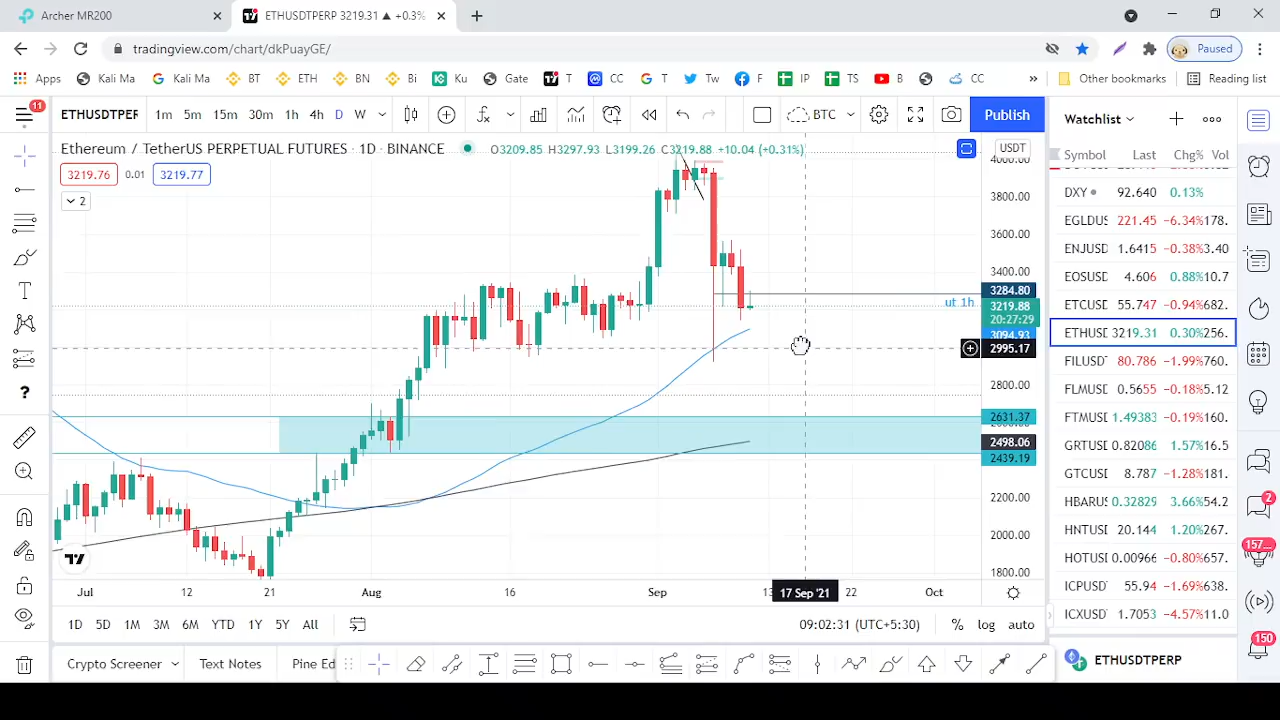 Archer MR200
ETHUSDTPERP 3219.31 ▲ +0.3%
tradingview.com/chart/dkPuayGE/
Paused
Apps Kali Ma Kali Ma BT ETH BN Bi Ku Gate T CC T Tw F IP TS B CC » Other bookmarks Reading list
11
ETHUSDTPER 1m 5m 15m 30m 1h 4h D W BTC Publish
Ethereum / TetherUS PERPETUAL FUTURES · 1D · BINANCE O3209.85 H3297.93 L3199.26 C3219.88 +10.04 (+0.31%)
3219.76 0.01 3219.77
2
USDT
4000.00
3800.00
3600.00
3400.00
3284.80
ut 1h
3219.88
20:27:29
3094.93
2995.17
2800.00
2631.37
2498.06
2439.19
2200.00
2000.00
1800.00
Jul 12 21 Aug 16 Sep 13 17 Sep '21 22 Oct
1D 5D 1M 3M 6M YTD 1Y 5Y All 09:02:31 (UTC+5:30) % log auto
Crypto Screener Text Notes Pine Ed
Watchlist
Symbol Last Chg% Vol
DXY 92.640 0.13%
EGLDUS 221.45 -6.34% 178.
ENJUSD 1.6415 -0.38% 3.40
EOSUSD 4.606 0.88% 10.7
ETCUSD 55.747 -0.94% 682.
ETHUSD 3219.31 0.30% 256.
FILUSD 80.786 -1.99% 760.
FLMUSD 0.5655 -0.18% 5.12
FTMUSD 1.49383 -0.19% 160.
GRTUSD 0.82086 1.57% 16.5
GTCUSD 8.787 -1.28% 181.
HBARUS 0.32829 3.66% 54.2
HNTUSD 20.144 1.20% 267.
HOTUSD 0.00966 -0.80% 657.
ICPUSD 55.94 -1.69% 638.
ICXUSD 1.7053 -4.57% 11.0
ETHUSDTPERP
2
157...
150